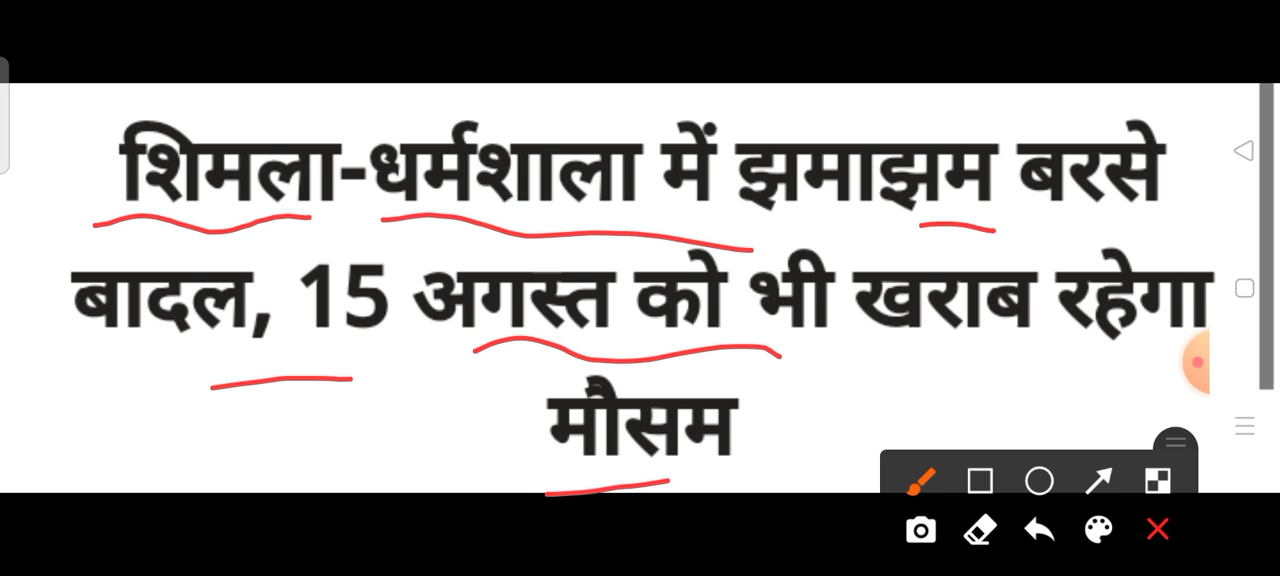 शिमला-धर्मशाला में झमाझम बरसे
बादल, 15 अगस्त को भी खराब रहेगा
मौसम